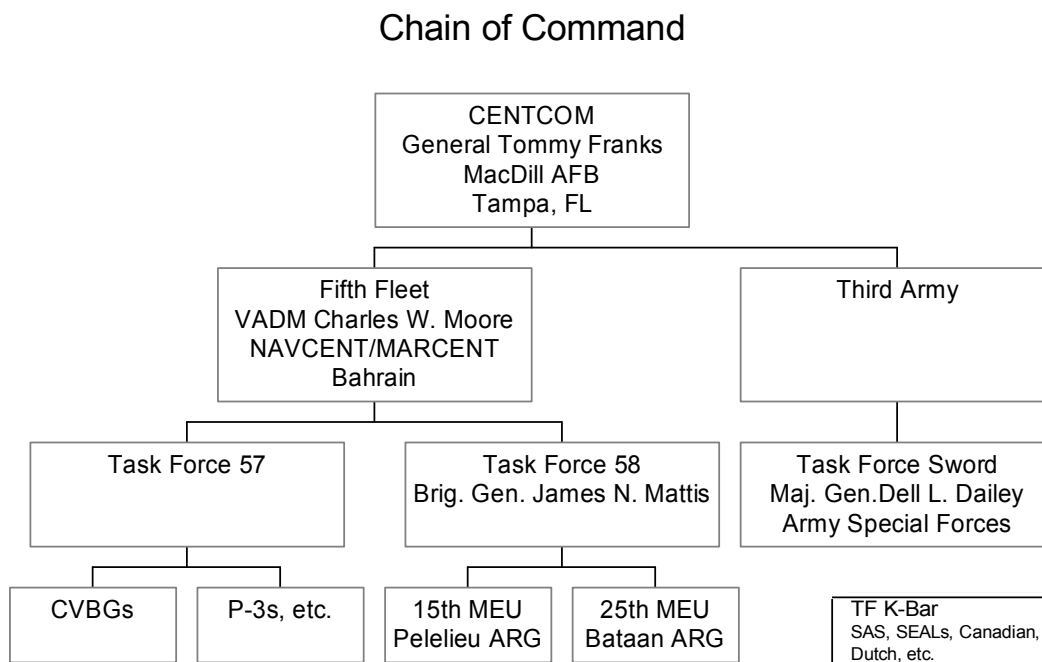 Chain of Command
CENTCOM
General Tommy Franks
MacDill AFB
Tampa, FL
Fifth Fleet
VADM Charles W. Moore
NAVCENT/MARCENT
Bahrain
Third Army
Task Force 57
Task Force 58
Brig. Gen. James N. Mattis
Task Force Sword
Maj. Gen.Dell L. Dailey
Army Special Forces
CVBGs
P-3s, etc.
15th MEU
Pelelieu ARG
25th MEU
Bataan ARG
TF K-Bar
SAS, SEALs, Canadian,
Dutch, etc.